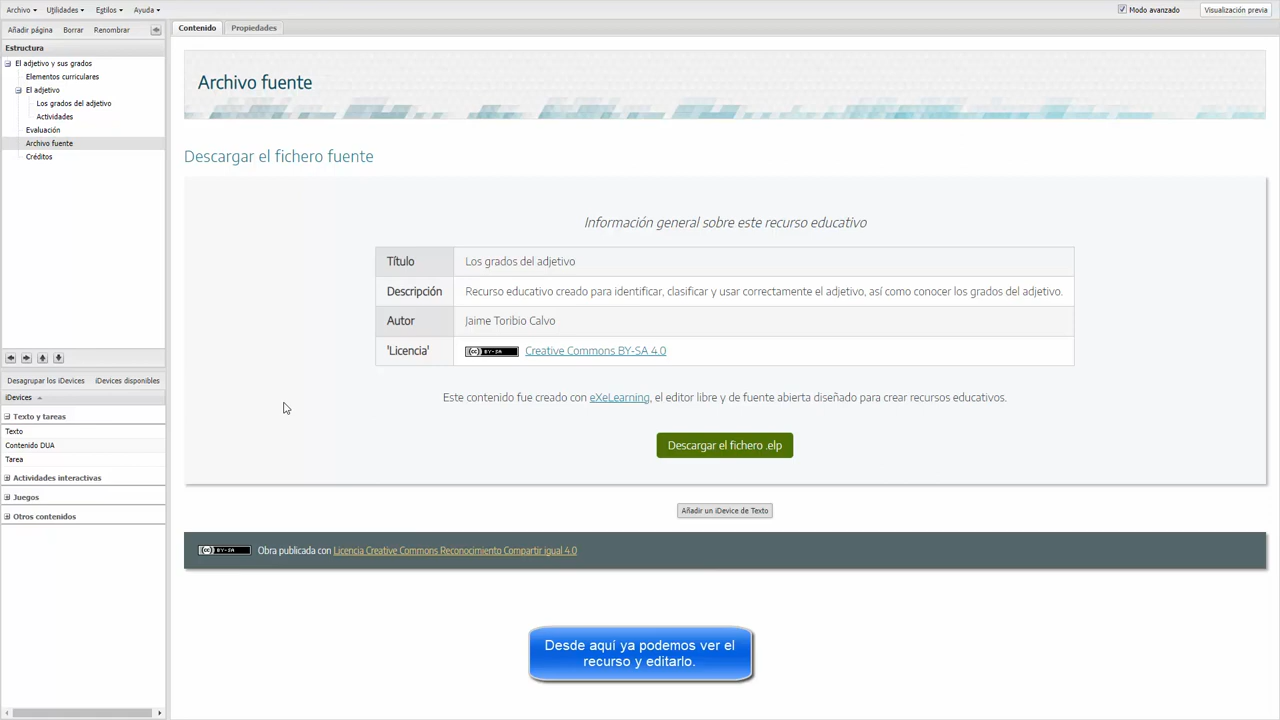 Archivo Utilidades Estilos Ayuda Modo avanzado Visualización previa
Añadir página Borrar Renombrar
Contenido Propiedades
Estructura
El adjetivo y sus grados
Elementos curriculares
El adjetivo
Los grados del adjetivo
Actividades
Evaluación
Archivo fuente
Créditos
Desagrupar los iDevices iDevices disponibles
iDevices
Texto y tareas
Texto
Contenido DUA
Tarea
Actividades interactivas
Juegos
Otros contenidos
Archivo fuente
Descargar el fichero fuente
Información general sobre este recurso educativo
Título Los grados del adjetivo
Descripción Recurso educativo creado para identificar, clasificar y usar correctamente el adjetivo, así como conocer los grados del adjetivo.
Autor Jaime Toribio Calvo
'Licencia' (cc) BY-SA Creative Commons BY-SA 4.0
Este contenido fue creado con eXeLearning, el editor libre y de fuente abierta diseñado para crear recursos educativos.
Descargar el fichero .elp
Añadir un iDevice de Texto
(cc) BY-SA Obra publicada con Licencia Creative Commons Reconocimiento Compartir igual 4.0
Desde aquí ya podemos ver el
recurso y editarlo.